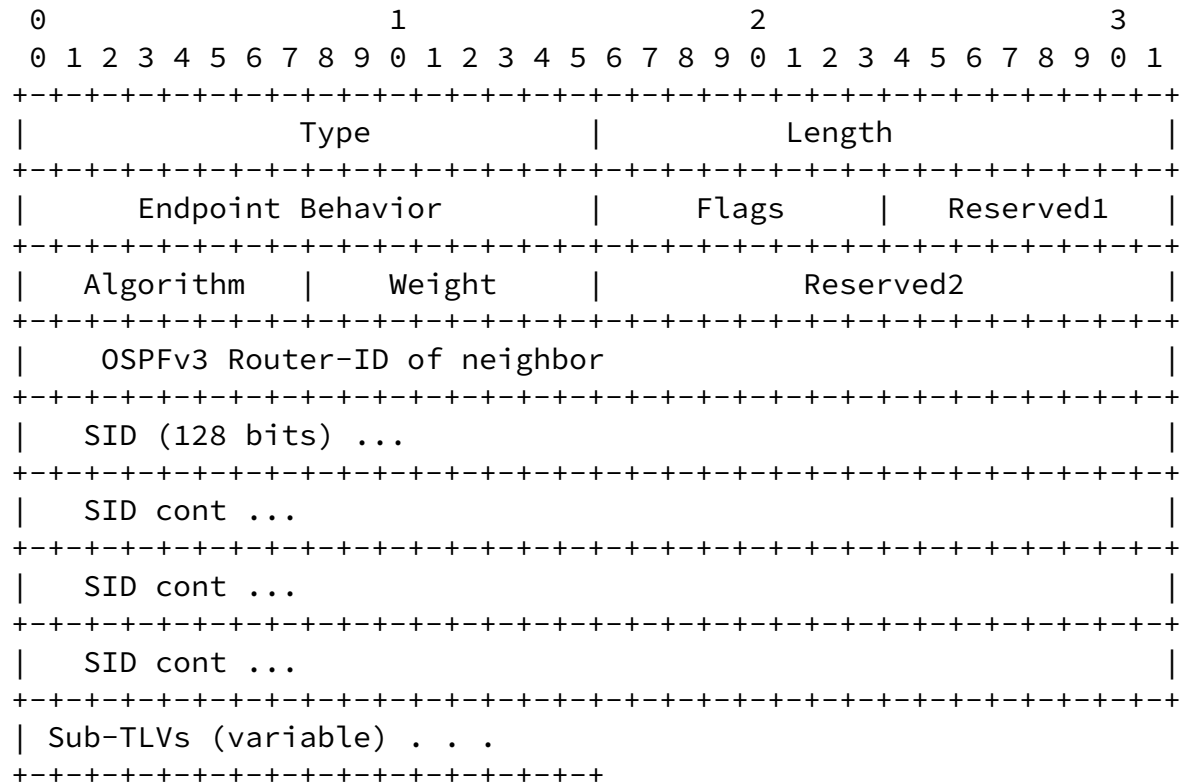 0                   1                   2                   3
 0 1 2 3 4 5 6 7 8 9 0 1 2 3 4 5 6 7 8 9 0 1 2 3 4 5 6 7 8 9 0 1
+-+-+-+-+-+-+-+-+-+-+-+-+-+-+-+-+-+-+-+-+-+-+-+-+-+-+-+-+-+-+-+-+
|               Type            |          Length               |
+-+-+-+-+-+-+-+-+-+-+-+-+-+-+-+-+-+-+-+-+-+-+-+-+-+-+-+-+-+-+-+-+
|      Endpoint Behavior        |     Flags     |   Reserved1   |
+-+-+-+-+-+-+-+-+-+-+-+-+-+-+-+-+-+-+-+-+-+-+-+-+-+-+-+-+-+-+-+-+
|   Algorithm   |    Weight     |           Reserved2           |
+-+-+-+-+-+-+-+-+-+-+-+-+-+-+-+-+-+-+-+-+-+-+-+-+-+-+-+-+-+-+-+-+
|    OSPFv3 Router-ID of neighbor                               |
+-+-+-+-+-+-+-+-+-+-+-+-+-+-+-+-+-+-+-+-+-+-+-+-+-+-+-+-+-+-+-+-+
|   SID (128 bits) ...                                          |
+-+-+-+-+-+-+-+-+-+-+-+-+-+-+-+-+-+-+-+-+-+-+-+-+-+-+-+-+-+-+-+-+
|   SID cont ...                                                |
+-+-+-+-+-+-+-+-+-+-+-+-+-+-+-+-+-+-+-+-+-+-+-+-+-+-+-+-+-+-+-+-+
|   SID cont ...                                                |
+-+-+-+-+-+-+-+-+-+-+-+-+-+-+-+-+-+-+-+-+-+-+-+-+-+-+-+-+-+-+-+-+
|   SID cont ...                                                |
+-+-+-+-+-+-+-+-+-+-+-+-+-+-+-+-+-+-+-+-+-+-+-+-+-+-+-+-+-+-+-+-+
| Sub-TLVs (variable) . . .
+-+-+-+-+-+-+-+-+-+-+-+-+-+-+-+-+